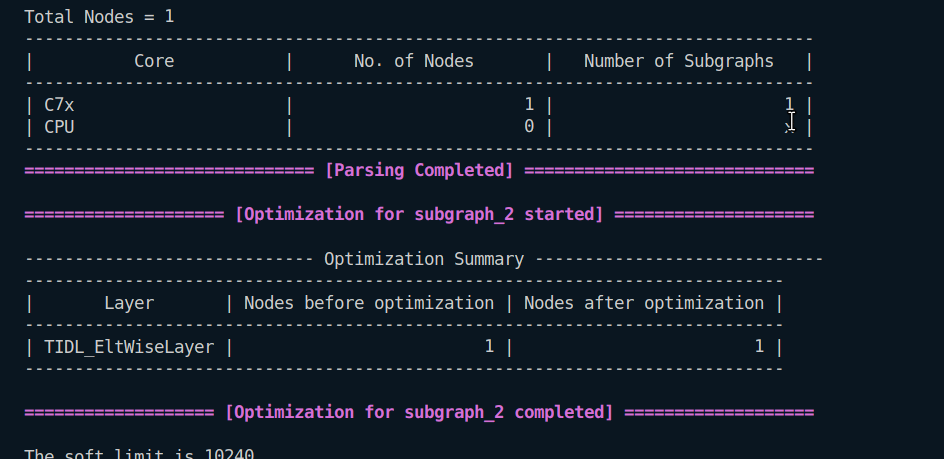 Total Nodes = 1
-------------------------------------------------------------------------------
| Core | No. of Nodes | Number of Subgraphs |
-------------------------------------------------------------------------------
| C7x | 1 | 1 |
| CPU | 0 | |
-------------------------------------------------------------------------------
============================= [Parsing Completed] =============================
==================== [Optimization for subgraph_2 started] ====================
----------------------------- Optimization Summary -----------------------------
----------------------------------------------------------------------------
| Layer | Nodes before optimization | Nodes after optimization |
----------------------------------------------------------------------------
| TIDL_EltWiseLayer | 1 | 1 |
----------------------------------------------------------------------------
=================== [Optimization for subgraph_2 completed] ===================
The soft limit is 10240